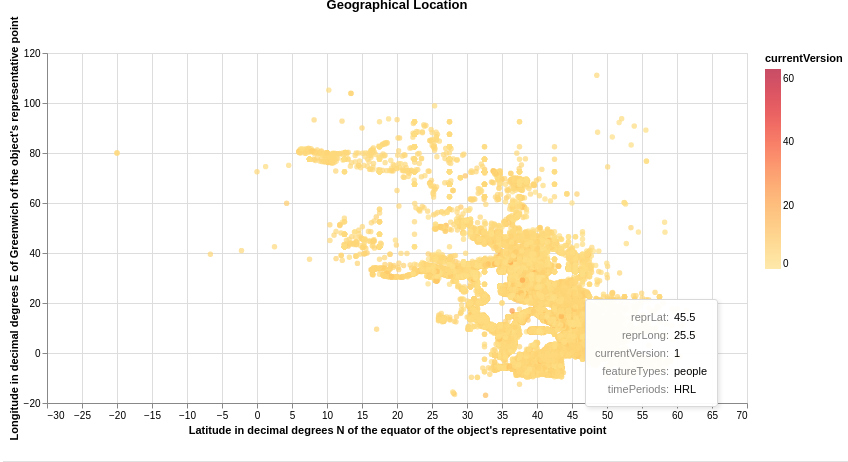 Geographical Location
Longitude in decimal degrees E of Greenwich of the object's representative point
120
100
80
60
40
20
0
−20
−30 −25 −20 −15 −10 −5 0 5 10 15 20 25 30 35 40 45 50 55 60 65 70
Latitude in decimal degrees N of the equator of the object's representative point
currentVersion
60
40
20
0
reprLat: 45.5
reprLong: 25.5
currentVersion: 1
featureTypes: people
timePeriods: HRL